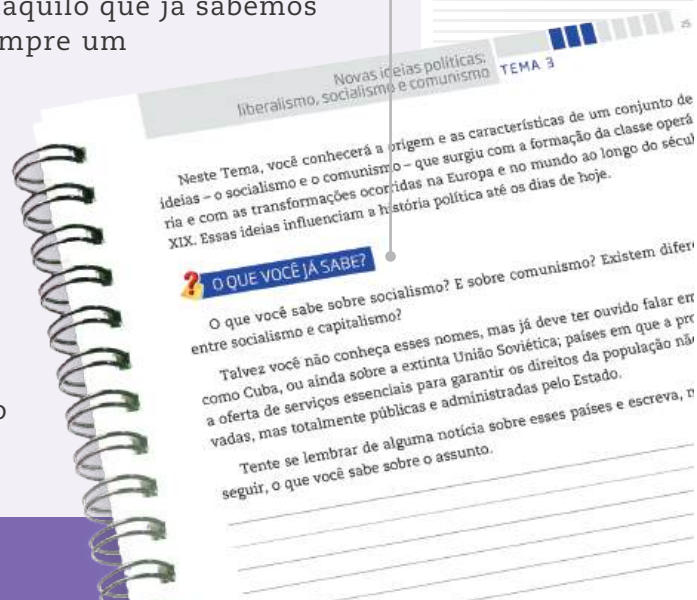 aquilo que já sabemos
mpre um
o
25
Novas ideias políticas:
liberalismo, socialismo e comunismo
TEMA 3
Neste Tema, você conhecerá a origem e as características de um conjunto de
ideias – o socialismo e o comunismo – que surgiu com a formação da classe operá
ria e com as transformações ocorridas na Europa e no mundo ao longo do sécul
XIX. Essas ideias influenciam a história política até os dias de hoje.
? O QUE VOCÊ JÁ SABE?
O que você sabe sobre socialismo? E sobre comunismo? Existem difere
entre socialismo e capitalismo?
Talvez você não conheça esses nomes, mas já deve ter ouvido falar em
como Cuba, ou ainda sobre a extinta União Soviética; países em que a pro
a oferta de serviços essenciais para garantir os direitos da população nã
vadas, mas totalmente públicas e administradas pelo Estado.
Tente se lembrar de alguma notícia sobre esses países e escreva, n
seguir, o que você sabe sobre o assunto.